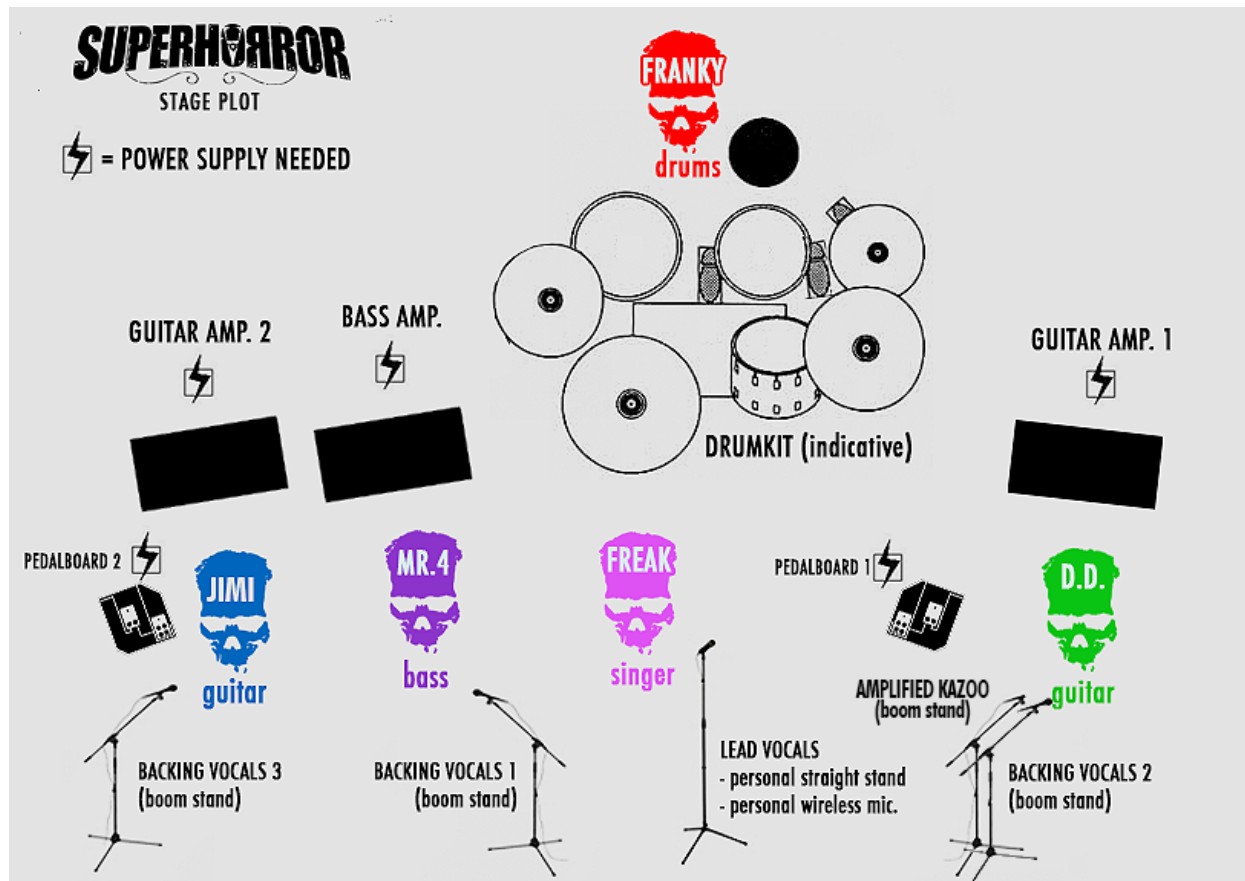 SUPERHORROR
STAGE PLOT
= POWER SUPPLY NEEDED
FRANKY
drums
GUITAR AMP. 2
BASS AMP.
GUITAR AMP. 1
DRUMKIT (indicative)
PEDALBOARD 2
JIMI
guitar
MR.4
bass
FREAK
singer
PEDALBOARD 1
D.D.
guitar
AMPLIFIED KAZOO
(boom stand)
BACKING VOCALS 3
(boom stand)
BACKING VOCALS 1
(boom stand)
LEAD VOCALS
- personal straight stand
- personal wireless mic.
BACKING VOCALS 2
(boom stand)